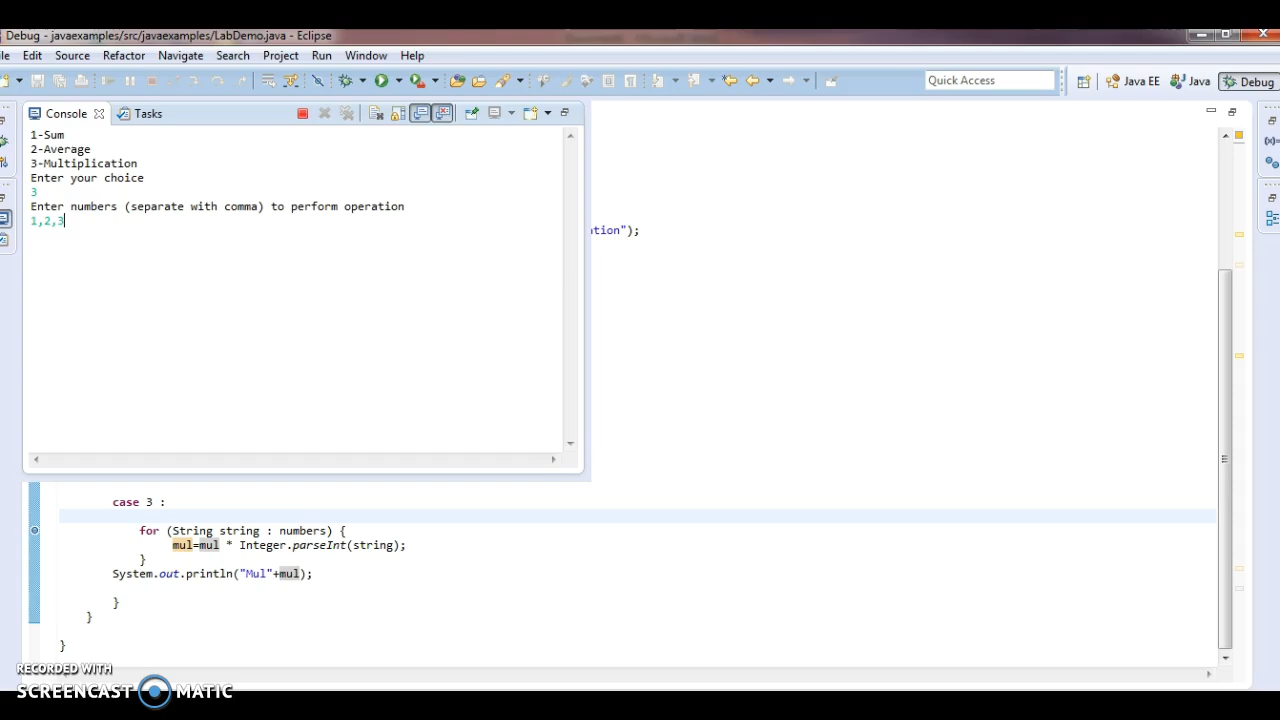 Debug - javaexamples/src/javaexamples/LabDemo.java - Eclipse
le Edit Source Refactor Navigate Search Project Run Window Help
Quick Access Java EE Java Debug
Console Tasks
1-Sum
2-Average
3-Multiplication
Enter your choice
3
Enter numbers (separate with comma) to perform operation
1,2,3
ation");
case 3 :
for (String string : numbers) {
mul=mul * Integer.parseInt(string);
}
System.out.println("Mul"+mul);
}
}
}
RECORDED WITH
SCREENCAST MATIC